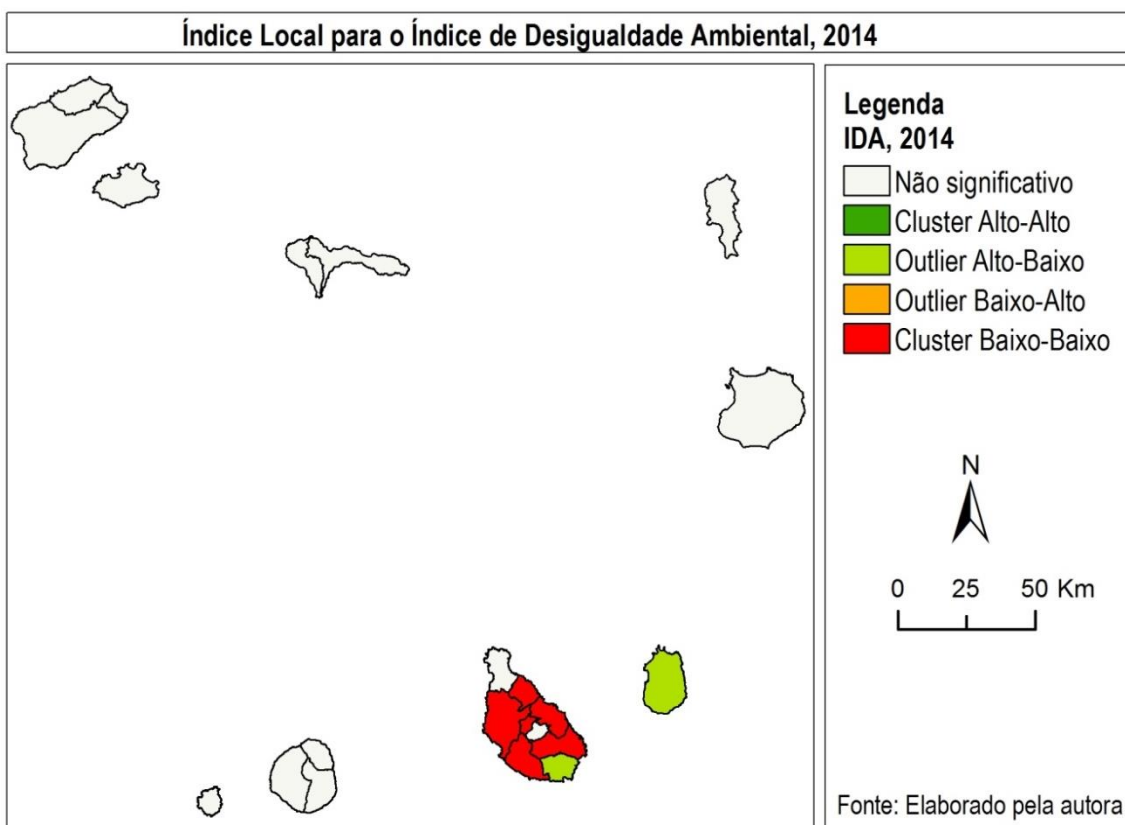 Índice Local para o Índice de Desigualdade Ambiental, 2014
Legenda
IDA, 2014
Não significativo
Cluster Alto-Alto
Outlier Alto-Baixo
Outlier Baixo-Alto
Cluster Baixo-Baixo
N
0 25 50 Km
Fonte: Elaborado pela autora